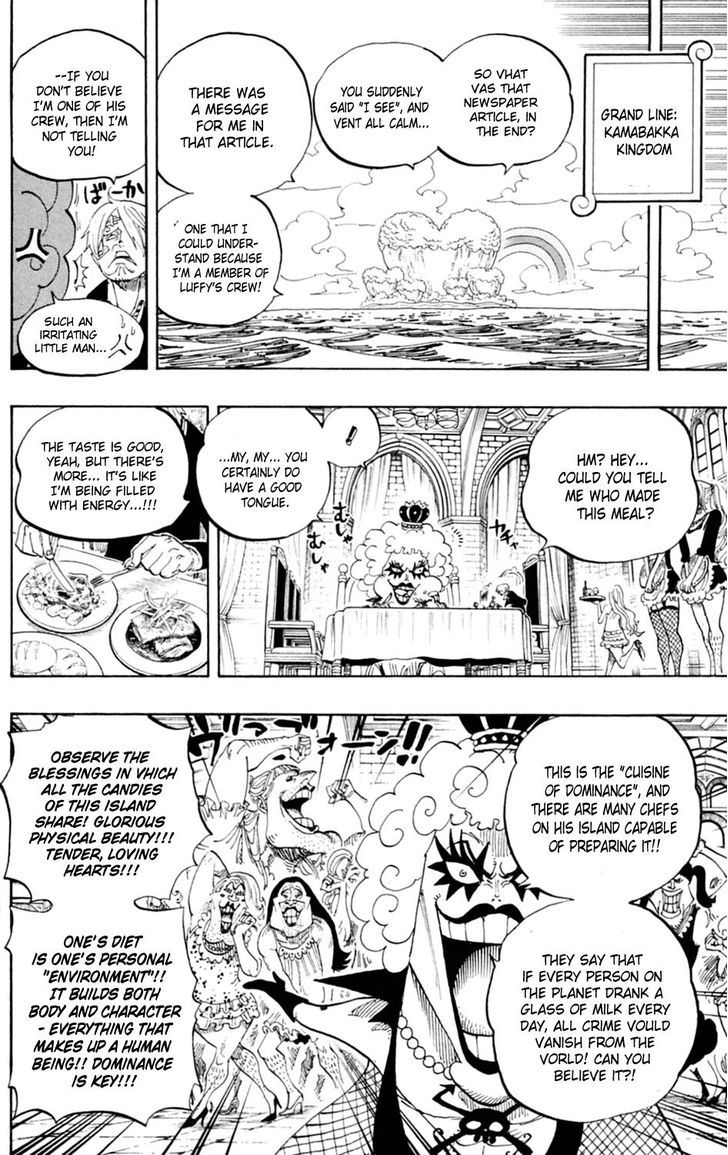 GRAND LINE:
KAMABAKKA
KINGDOM
SO VHAT
VAS THAT
NEWSPAPER
ARTICLE, IN
THE END?
YOU SUDDENLY
SAID "I SEE", AND
VENT ALL CALM...
THERE WAS
A MESSAGE
FOR ME IN
THAT ARTICLE.
ONE THAT I
COULD UNDER-
STAND BECAUSE
I'M A MEMBER OF
LUFFY'S CREW!
--IF YOU
DON'T BELIEVE
I'M ONE OF HIS
CREW, THEN I'M
NOT TELLING
YOU!
ばーか
SUCH AN
IRRITATING
LITTLE MAN...
HM? HEY...
COULD YOU TELL
ME WHO MADE
THIS MEAL?
!
むしゃ
むしゃ
...MY, MY... YOU
CERTAINLY DO
HAVE A GOOD
TONGUE.
THE TASTE IS GOOD,
YEAH, BUT THERE'S
MORE... IT'S LIKE
I'M BEING FILLED
WITH ENERGY...!!!
THIS IS THE "CUISINE
OF DOMINANCE", AND
THERE ARE MANY CHEFS
ON HIS ISLAND CAPABLE
OF PREPARING IT!!
THEY SAY THAT
IF EVERY PERSON ON
THE PLANET DRANK A
GLASS OF MILK EVERY
DAY, ALL CRIME VOULD
VANISH FROM THE
WORLD! CAN YOU
BELIEVE IT?!
OBSERVE THE
BLESSINGS IN VHICH
ALL THE CANDIES
OF THIS ISLAND
SHARE! GLORIOUS
PHYSICAL BEAUTY!!!
TENDER, LOVING
HEARTS!!!
ONE'S DIET
IS ONE'S PERSONAL
"ENVIRONMENT"!!
IT BUILDS BOTH
BODY AND CHARACTER
- EVERYTHING THAT
MAKES UP A HUMAN
BEING!! DOMINANCE
IS KEY!!!